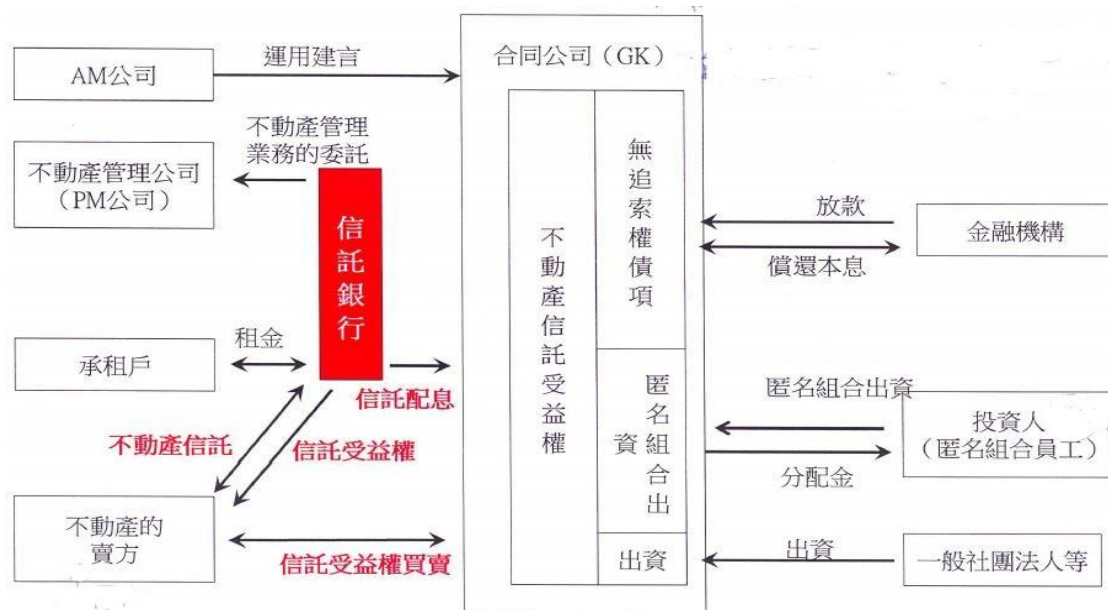 AM公司
運用建言
合同公司（GK）
不動產管理
業務的委託
不動產管理公司
（PM公司）
信託銀行
承租戶
租金
信託配息
不動產信託
信託受益權
不動產的
賣方
信託受益權買賣
不動產信託受益權
無追索權債項
匿名組合出
資
出資
放款
償還本息
金融機構
匿名組合出資
分配金
投資人
（匿名組合員工）
出資
一般社團法人等